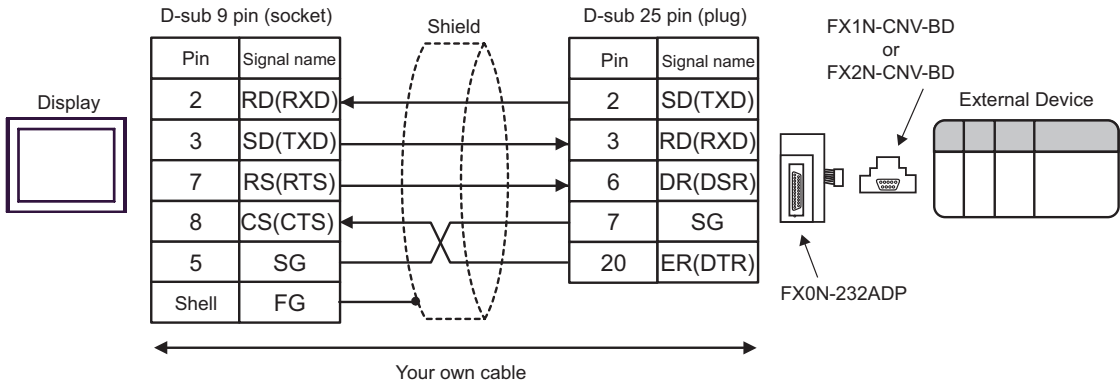 D-sub 9 pin (socket)
Shield
D-sub 25 pin (plug)
FX1N-CNV-BD
or
FX2N-CNV-BD
Display
External Device
Pin Signal name
2 RD(RXD)
3 SD(TXD)
7 RS(RTS)
8 CS(CTS)
5 SG
Shell FG
Pin Signal name
2 SD(TXD)
3 RD(RXD)
6 DR(DSR)
7 SG
20 ER(DTR)
FX0N-232ADP
Your own cable